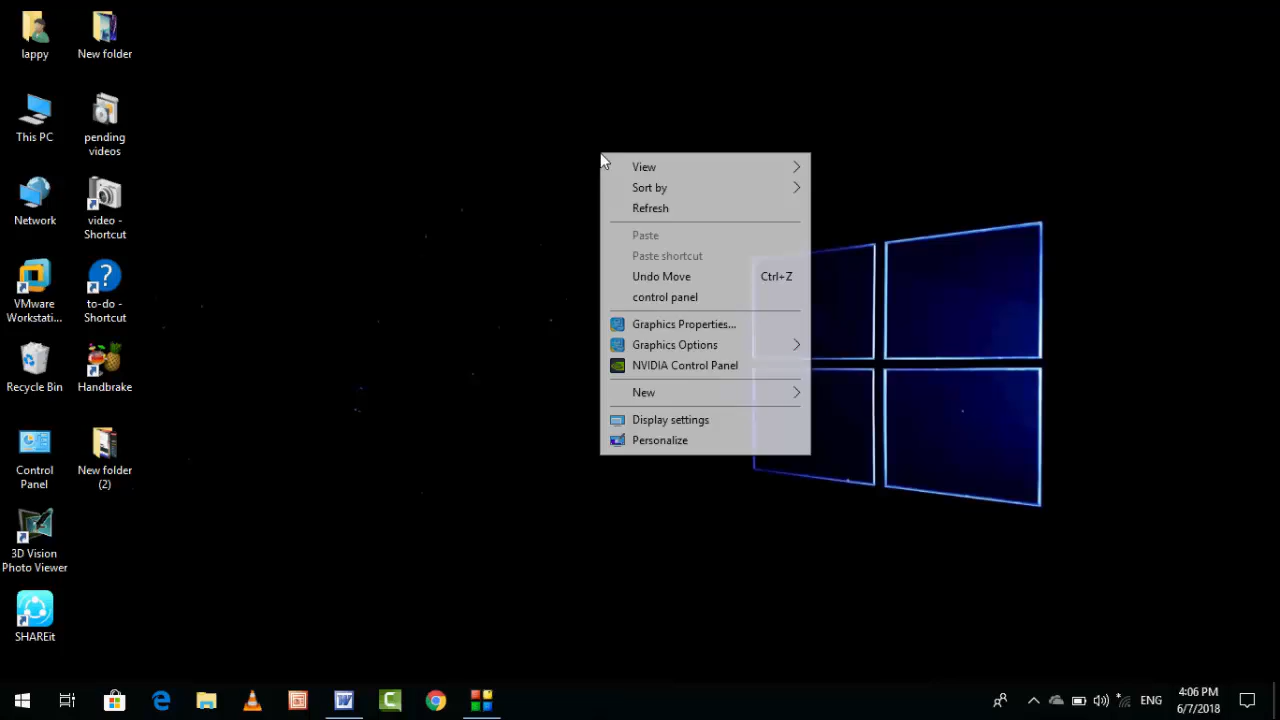 lappy
New folder
This PC
pending
videos
Network
video -
Shortcut
VMware
Workstati...
to-do -
Shortcut
Recycle Bin
Handbrake
Control
Panel
New folder
(2)
3D Vision
Photo Viewer
SHAREit
View
Sort by
Refresh
Paste
Paste shortcut
Undo Move Ctrl+Z
control panel
Graphics Properties...
Graphics Options
NVIDIA Control Panel
New
Display settings
Personalize
ENG
4:06 PM
6/7/2018